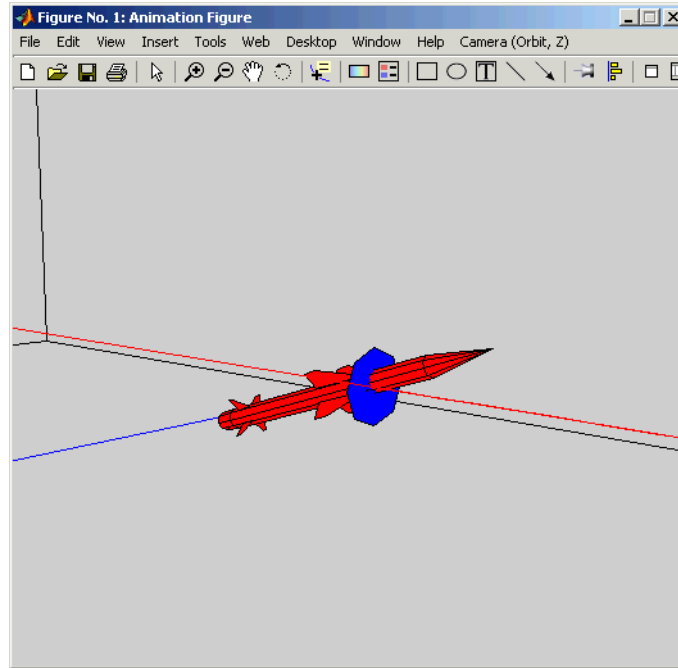 Figure No. 1: Animation Figure
File Edit View Insert Tools Web Desktop Window Help Camera (Orbit, Z)
T